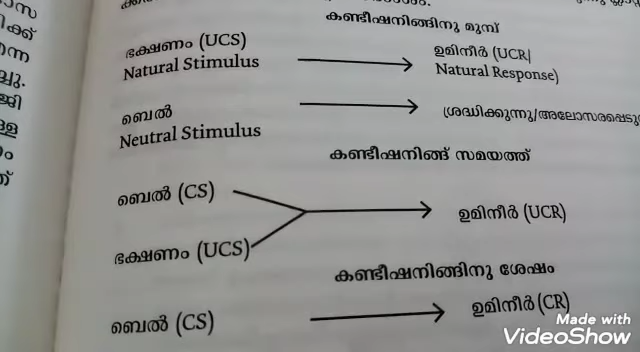 കണ്ടീഷനിങ്ങിനു മുമ്പ്
ഭക്ഷണം (UCS)
Natural Stimulus
ഉമിനീർ (UCR|
Natural Response)
ബെൽ
Neutral Stimulus
ശ്രദ്ധിക്കുന്നു/അലോസരപ്പെടു
കണ്ടീഷനിങ്ങ് സമയത്ത്
ബെൽ (CS)
ഉമിനീർ (UCR)
ഭക്ഷണം (UCS)
കണ്ടീഷനിങ്ങിനു ശേഷം
ബെൽ (CS)
ഉമിനീർ (CR)
Made with
VideoShow